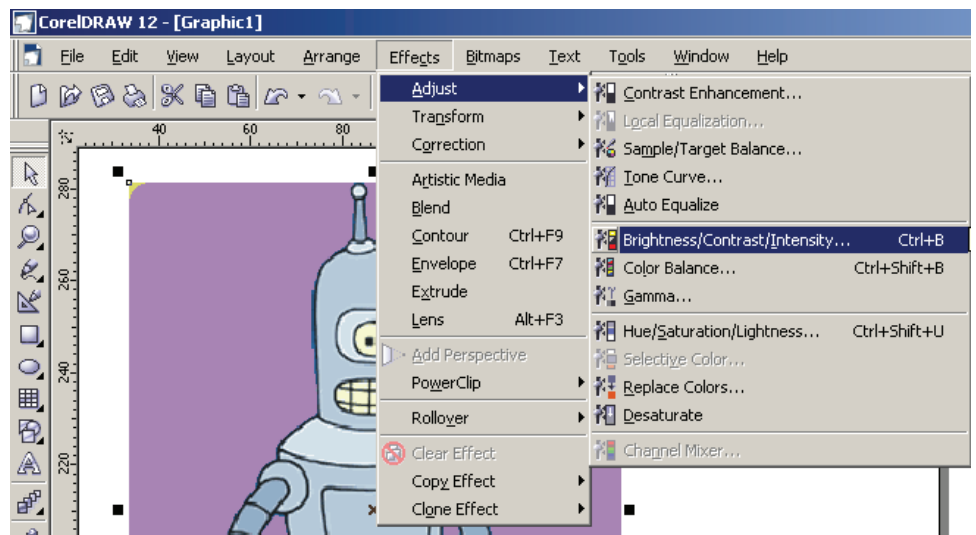 CorelDRAW 12 - [Graphic1]
File Edit View Layout Arrange Effects Bitmaps Text Tools Window Help
Adjust
Transform
Correction
Artistic Media
Blend
Contour Ctrl+F9
Envelope Ctrl+F7
Extrude
Lens Alt+F3
Add Perspective
PowerClip
Rollover
Clear Effect
Copy Effect
Clone Effect
Contrast Enhancement...
Local Equalization...
Sample/Target Balance...
Tone Curve...
Auto Equalize
Brightness/Contrast/Intensity... Ctrl+B
Color Balance... Ctrl+Shift+B
Gamma...
Hue/Saturation/Lightness... Ctrl+Shift+U
Selective Color...
Replace Colors...
Desaturate
Channel Mixer...
40 60 80
280
260
240
220